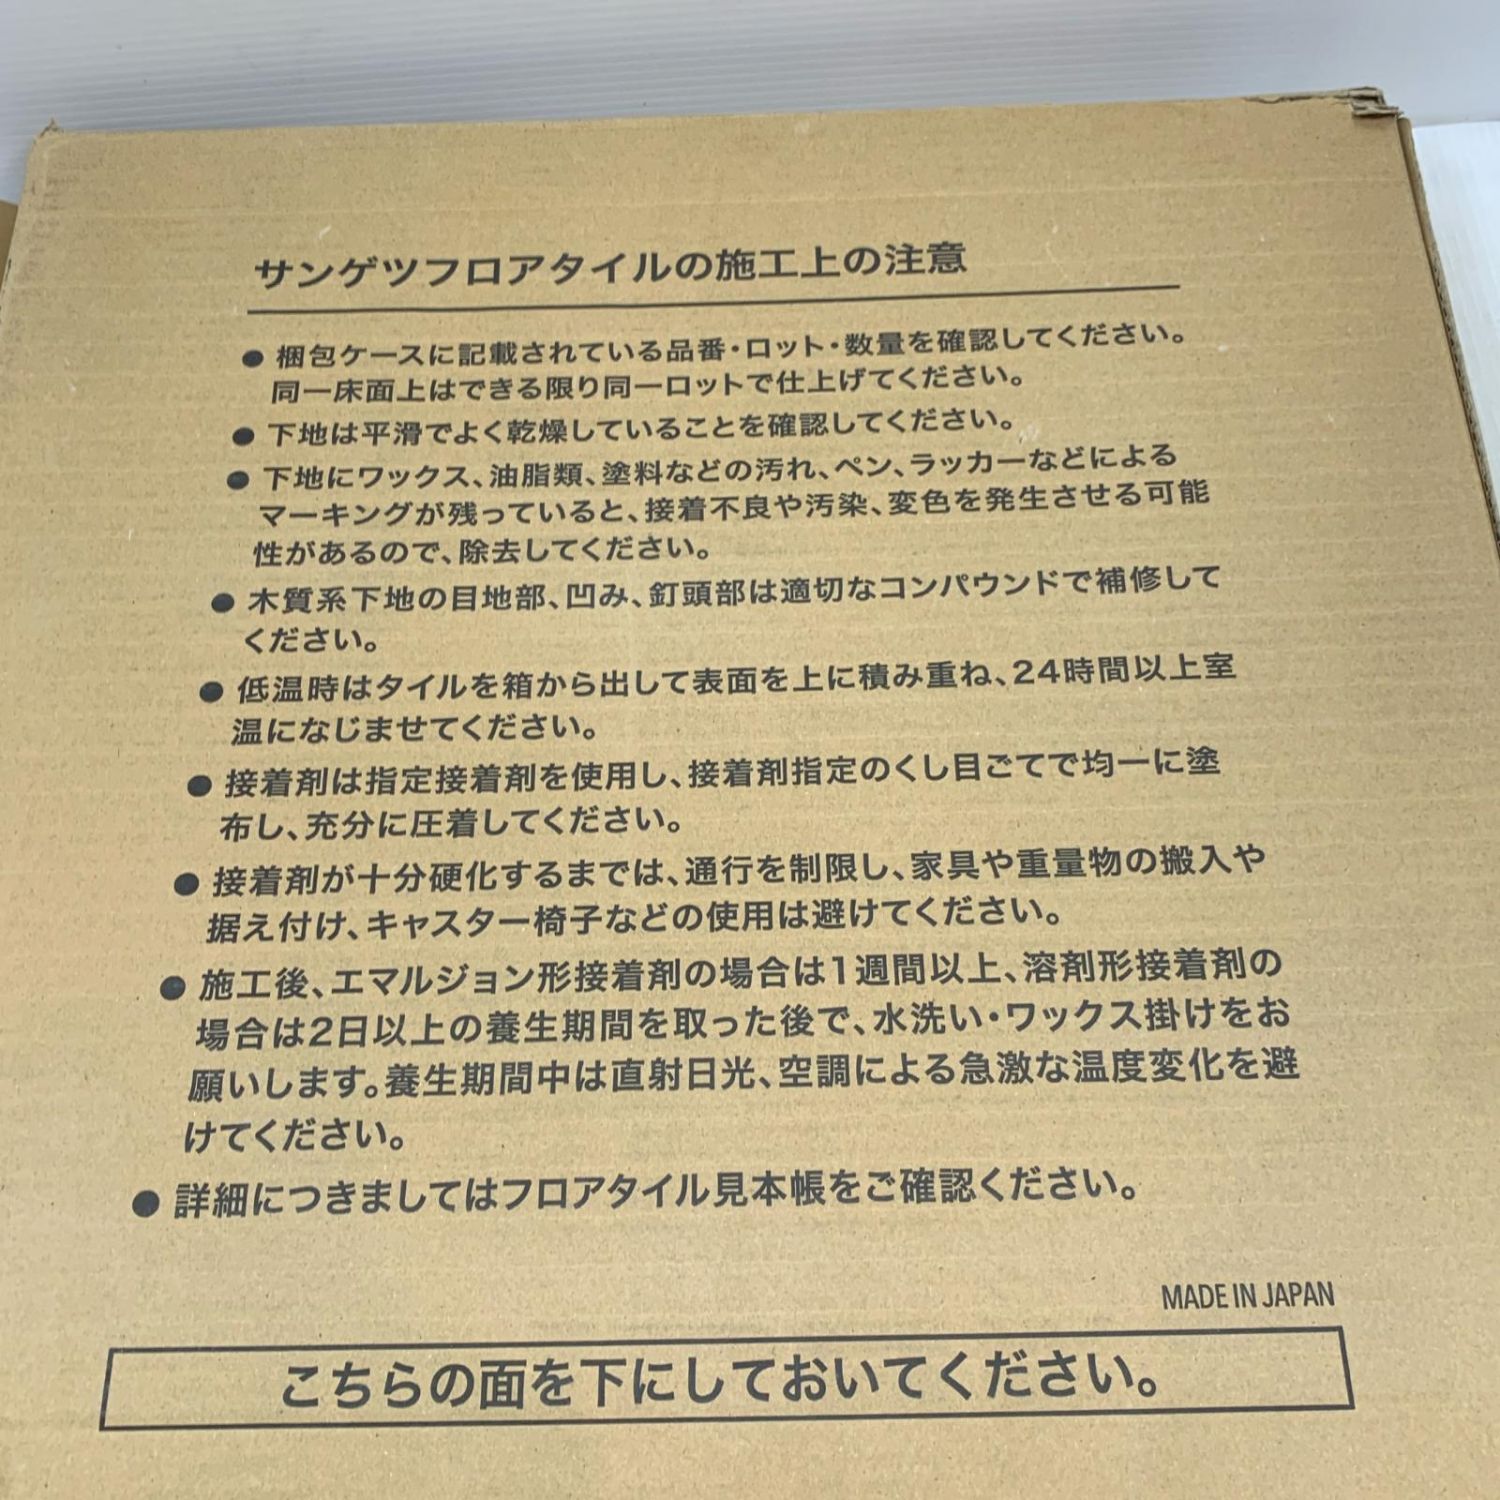 サンゲツフロアタイルの施工上の注意
●梱包ケースに記載されている品番・ロット・数量を確認してください。
同一床面上はできる限り同一ロットで仕上げてください。
●下地は平滑でよく乾燥していることを確認してください。
●下地にワックス、油脂類、塗料などの汚れ、ペン、ラッカーなどによる
マーキングが残っていると、接着不良や汚染、変色を発生させる可能
性があるので、除去してください。
●木質系下地の目地部、凹み、釘頭部は適切なコンパウンドで補修して
ください。
●低温時はタイルを箱から出して表面を上に積み重ね、24時間以上室
温になじませてください。
●接着剤は指定接着剤を使用し、接着剤指定のくし目ごてで均一に塗
布し、充分に圧着してください。
●接着剤が十分硬化するまでは、通行を制限し、家具や重量物の搬入や
据え付け、キャスター椅子などの使用は避けてください。
●施工後、エマルジョン形接着剤の場合は1週間以上、溶剤形接着剤の
場合は2日以上の養生期間を取った後で、水洗い・ワックス掛けをお
願いします。養生期間中は直射日光、空調による急激な温度変化を避
けてください。
●詳細につきましてはフロアタイル見本帳をご確認ください。
MADE IN JAPAN
こちらの面を下にしておいてください。